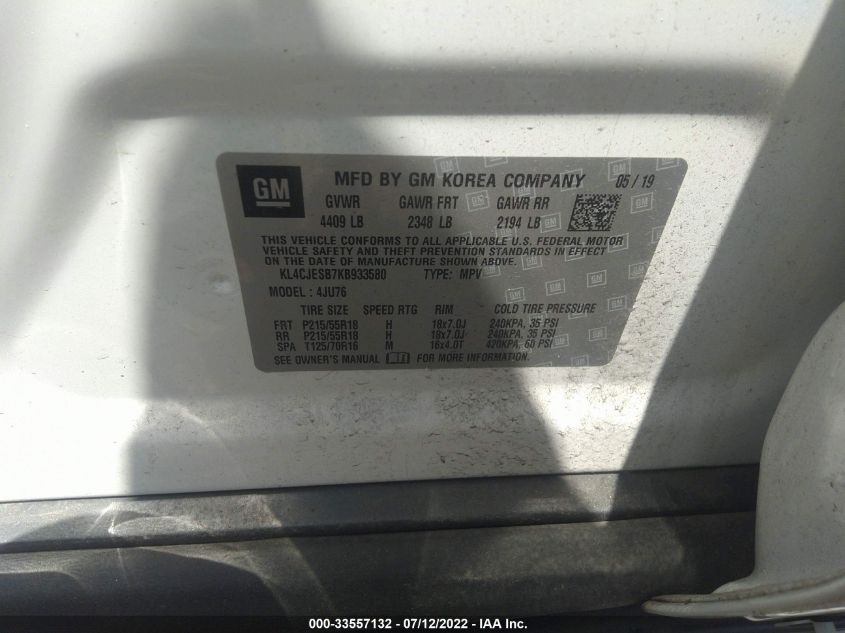 GM MFD BY GM KOREA COMPANY 05/19
GVWR GAWR FRT GAWR RR
4409 LB 2348 LB 2194 LB
THIS VEHICLE CONFORMS TO ALL APPLICABLE U.S. FEDERAL MOTOR
VEHICLE SAFETY AND THEFT PREVENTION STANDARDS IN EFFECT
ON THE DATE OF MANUFACTURE SHOWN ABOVE.
KL4CJESB7KB933580 TYPE: MPV
MODEL: 4JU76
TIRE SIZE SPEED RTG RIM COLD TIRE PRESSURE
FRT P215/55R18 H 18x7.0J 240KPA, 35 PSI
RR P215/55R18 H 18x7.0J 240KPA, 35 PSI
SPA T125/70R16 M 16x4.0T 420KPA, 60 PSI
SEE OWNER'S MANUAL FOR MORE INFORMATION.
000-33557132 - 07/12/2022 - IAA Inc.